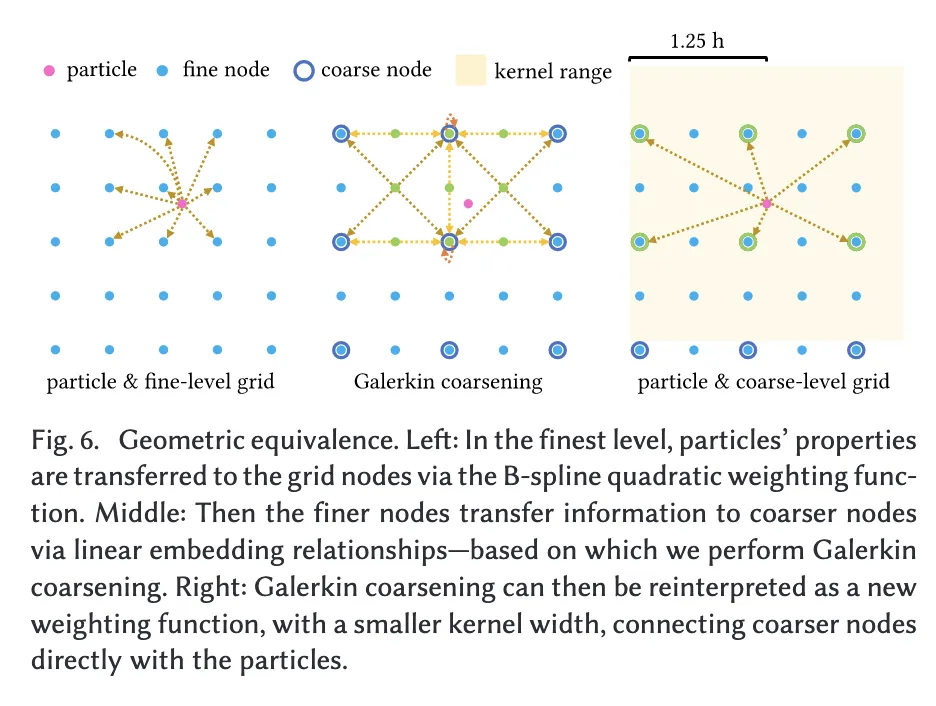 1.25 h
particle fine node coarse node kernel range
particle & fine-level grid Galerkin coarsening particle & coarse-level grid
Fig. 6. Geometric equivalence. Left: In the finest level, particles’ properties
are transferred to the grid nodes via the B-spline quadratic weighting func-
tion. Middle: Then the finer nodes transfer information to coarser nodes
via linear embedding relationships—based on which we perform Galerkin
coarsening. Right: Galerkin coarsening can then be reinterpreted as a new
weighting function, with a smaller kernel width, connecting coarser nodes
directly with the particles.